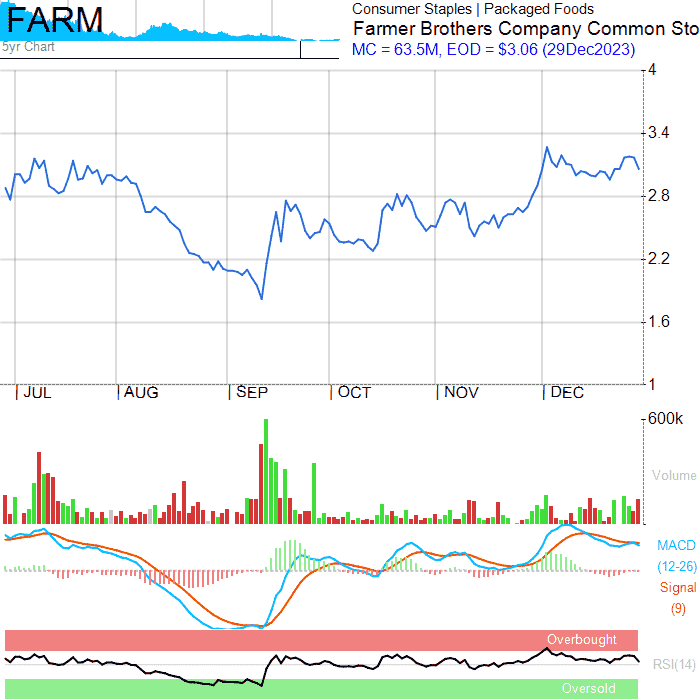 FARM
5yr Chart
Consumer Staples | Packaged Foods
Farmer Brothers Company Common Sto
MC = 63.5M, EOD = $3.06 (29Dec2023)
4
3.4
2.8
2.2
1.6
1
JUL AUG SEP OCT NOV DEC
600k
Volume
MACD
(12-26)
Signal
(9)
Overbought
RSI(14)
Oversold